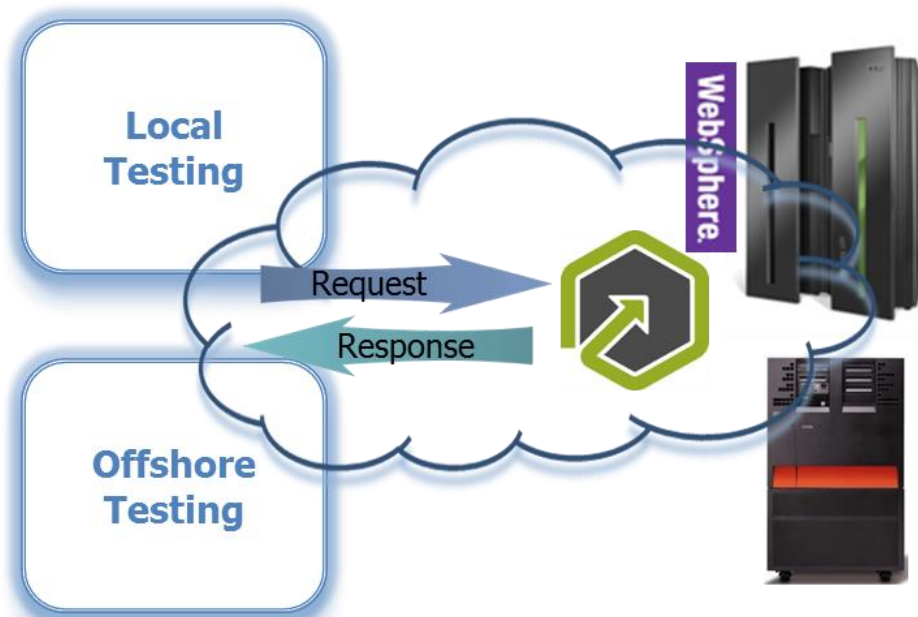 Local
Testing
Request
Response
Offshore
Testing
WebSphere.